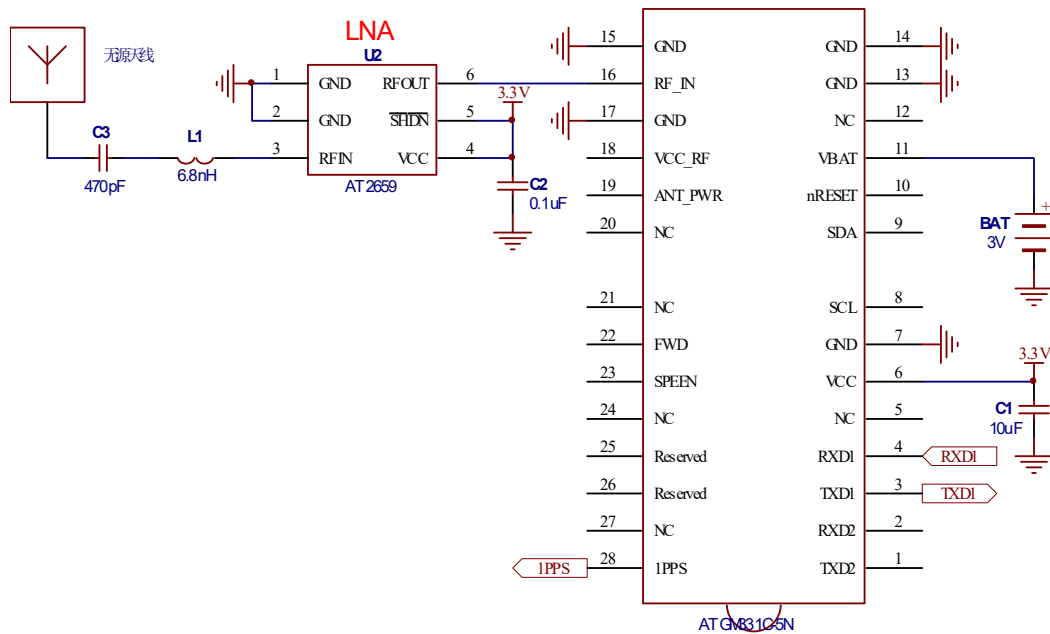 无源天线
C3
470pF
L1
6.8nH
LNA
U2
1 GND RFOUT 6
2 GND SHDN 5
3 RFIN VCC 4
AT2659
3.3V
C2
0.1uF
15 GND GND 14
16 RF_IN GND 13
17 GND NC 12
18 VCC_RF VBAT 11
19 ANT_PWR nRESET 10
20 NC SDA 9
21 NC SCL 8
22 FWD GND 7
23 SPEEN VCC 6
24 NC NC 5
25 Reserved RXD1 4 RXD1
26 Reserved TXD1 3 TXD1
27 NC RXD2 2
1PPS 28 1PPS TXD2 1
ATGM331C-5N
+
BAT
3V
3.3V
C1
10uF